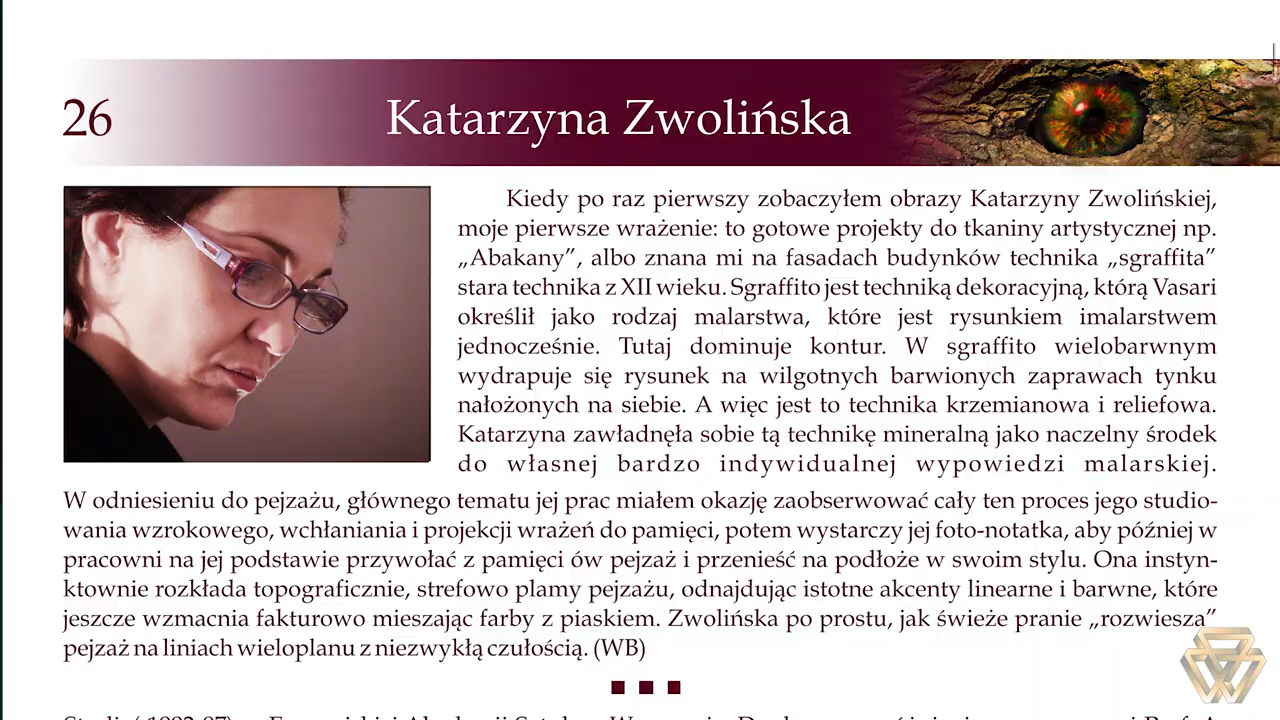 26
Katarzyna Zwolińska
Kiedy po raz pierwszy zobaczyłem obrazy Katarzyny Zwolińskiej,
moje pierwsze wrażenie: to gotowe projekty do tkaniny artystycznej np.
„Abakany”, albo znana mi na fasadach budynków technika „sgraffita”
stara technika z XII wieku. Sgraffito jest techniką dekoracyjną, którą Vasari
określił jako rodzaj malarstwa, które jest rysunkiem imalarstwem
jednocześnie. Tutaj dominuje kontur. W sgraffito wielobarwnym
wydrapuje się rysunek na wilgotnych barwionych zaprawach tynku
nałożonych na siebie. A więc jest to technika krzemianowa i reliefowa.
Katarzyna zawładnęła sobie tą technikę mineralną jako naczelny środek
do własnej bardzo indywidualnej wypowiedzi malarskiej.
W odniesieniu do pejzażu, głównego tematu jej prac miałem okazję zaobserwować cały ten proces jego studio-
wania wzrokowego, wchłaniania i projekcji wrażeń do pamięci, potem wystarczy jej foto-notatka, aby później w
pracowni na jej podstawie przywołać z pamięci ów pejzaż i przenieść na podłoże w swoim stylu. Ona instyn-
ktownie rozkłada topograficznie, strefowo plamy pejzażu, odnajdując istotne akcenty linearne i barwne, które
jeszcze wzmacnia fakturowo mieszając farby z piaskiem. Zwolińska po prostu, jak świeże pranie „rozwiesza”
pejzaż na liniach wieloplanu z niezwykłą czułością. (WB)